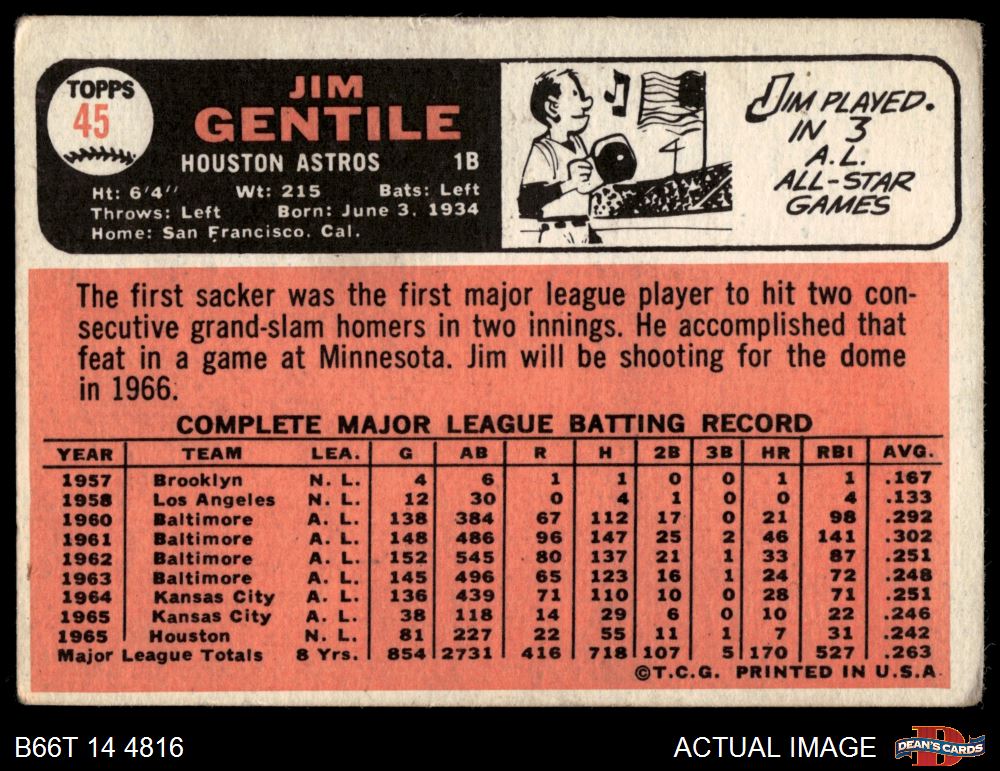 TOPPS
45
JIM
GENTILE
HOUSTON ASTROS 1B
Ht: 6'4" Wt: 215 Bats: Left
Throws: Left Born: June 3, 1934
Home: San Francisco, Cal.
JIM PLAYED
IN 3
A.L.
ALL-STAR
GAMES
4
The first sacker was the first major league player to hit two con-
secutive grand-slam homers in two innings. He accomplished that
feat in a game at Minnesota. Jim will be shooting for the dome
in 1966.
COMPLETE MAJOR LEAGUE BATTING RECORD
YEAR TEAM LEA. G AB R H 2B 3B HR RBI AVG.
1957 Brooklyn N. L. 4 6 1 1 0 0 1 1 .167
1958 Los Angeles N. L. 12 30 0 4 1 0 0 4 .133
1960 Baltimore A. L. 138 384 67 112 17 0 21 98 .292
1961 Baltimore A. L. 148 486 96 147 25 2 46 141 .302
1962 Baltimore A. L. 152 545 80 137 21 1 33 87 .251
1963 Baltimore A. L. 145 496 65 123 16 1 24 72 .248
1964 Kansas City A. L. 136 439 71 110 10 0 28 71 .251
1965 Kansas City A. L. 38 118 14 29 6 0 10 22 .246
1965 Houston N. L. 81 227 22 55 11 1 7 31 .242
Major League Totals 8 Yrs. 854 2731 416 718 107 5 170 527 .263
©T.C.G. PRINTED IN U.S.A
B66T 14 4816 ACTUAL IMAGE
D
DEAN'S CARDS